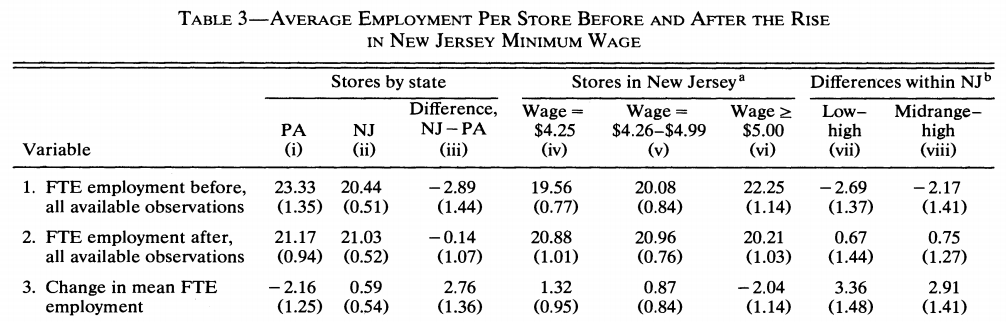 TABLE 3—AVERAGE EMPLOYMENT PER STORE BEFORE AND AFTER THE RISE
IN NEW JERSEY MINIMUM WAGE
Stores by state Stores in New Jersey^a Differences within NJ^b
Difference, Wage = Wage = Wage ≥ Low– Midrange–
PA NJ NJ − PA $4.25 $4.26–$4.99 $5.00 high high
Variable (i) (ii) (iii) (iv) (v) (vi) (vii) (viii)
1. FTE employment before, 23.33 20.44 −2.89 19.56 20.08 22.25 −2.69 −2.17
all available observations (1.35) (0.51) (1.44) (0.77) (0.84) (1.14) (1.37) (1.41)
2. FTE employment after, 21.17 21.03 −0.14 20.88 20.96 20.21 0.67 0.75
all available observations (0.94) (0.52) (1.07) (1.01) (0.76) (1.03) (1.44) (1.27)
3. Change in mean FTE −2.16 0.59 2.76 1.32 0.87 −2.04 3.36 2.91
employment (1.25) (0.54) (1.36) (0.95) (0.84) (1.14) (1.48) (1.41)